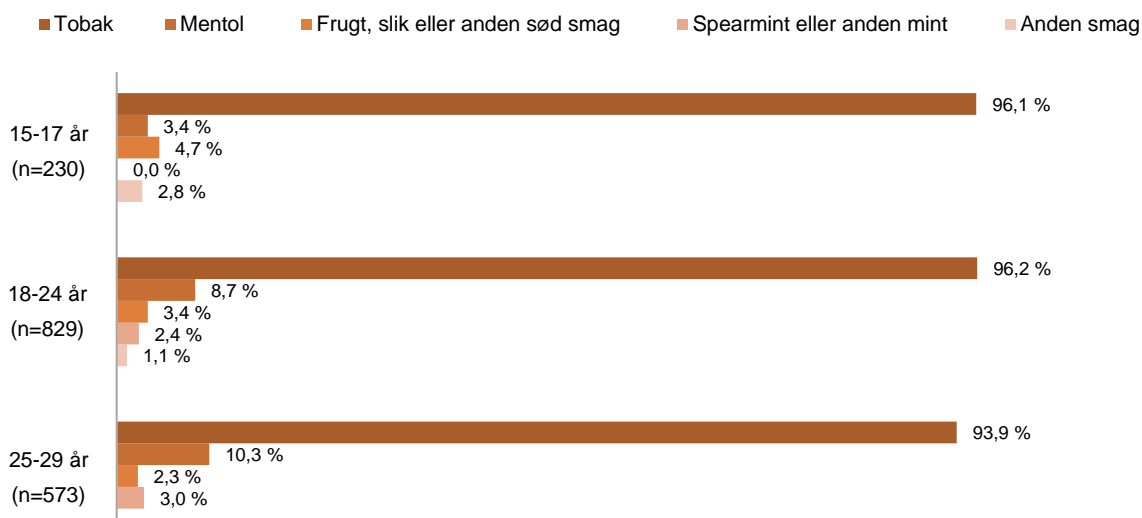 Tobak Mentol Frugt, slik eller anden sød smag Spearmint eller anden mint Anden smag
15-17 år
(n=230)
96,1 %
3,4 %
4,7 %
0,0 %
2,8 %
18-24 år
(n=829)
96,2 %
8,7 %
3,4 %
2,4 %
1,1 %
25-29 år
(n=573)
93,9 %
10,3 %
2,3 %
3,0 %